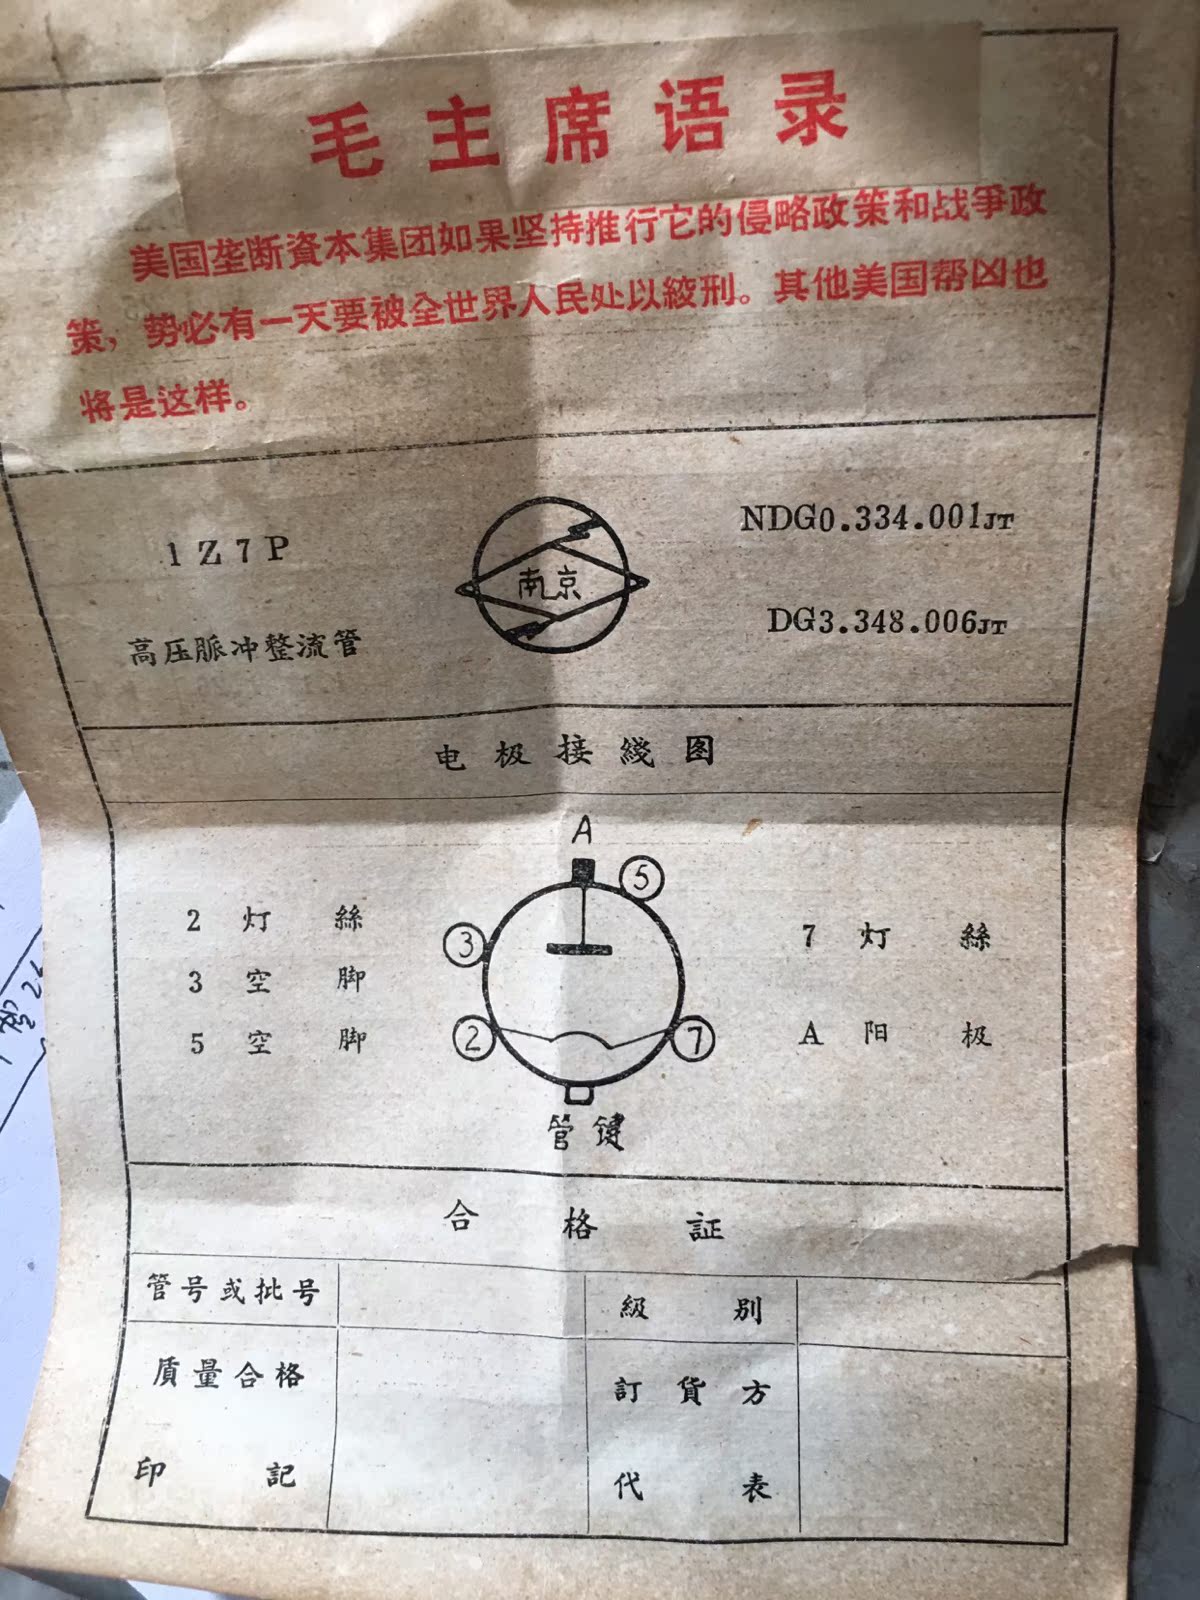 毛主席语录
美国垄断資本集团如果坚持推行它的侵略政策和战爭政
策，势必有一天要被全世界人民处以絞刑。其他美国帮凶也
将是这样。
1Z7P
高压脈冲整流管
南京
NDG0.334.001JT
DG3.348.006JT
电极接綫图
A
5
3
2
7
管键
2 灯絲
3 空脚
5 空脚
7 灯絲
A 阳极
合格証
管号或批号
級别
质量合格
印記
訂貨方
代表